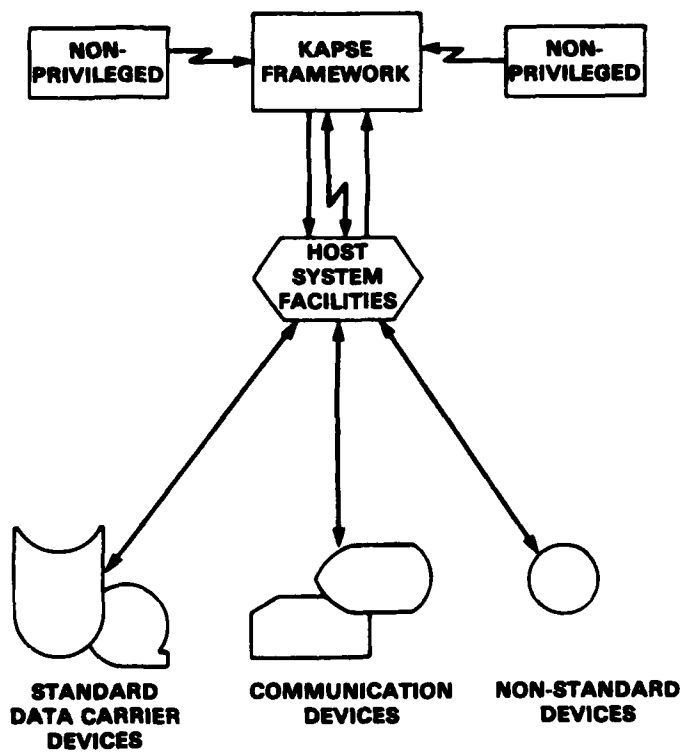 NON-
PRIVILEGED
KAPSE
FRAMEWORK
NON-
PRIVILEGED
HOST
SYSTEM
FACILITIES
STANDARD
DATA CARRIER
DEVICES
COMMUNICATION
DEVICES
NON-STANDARD
DEVICES